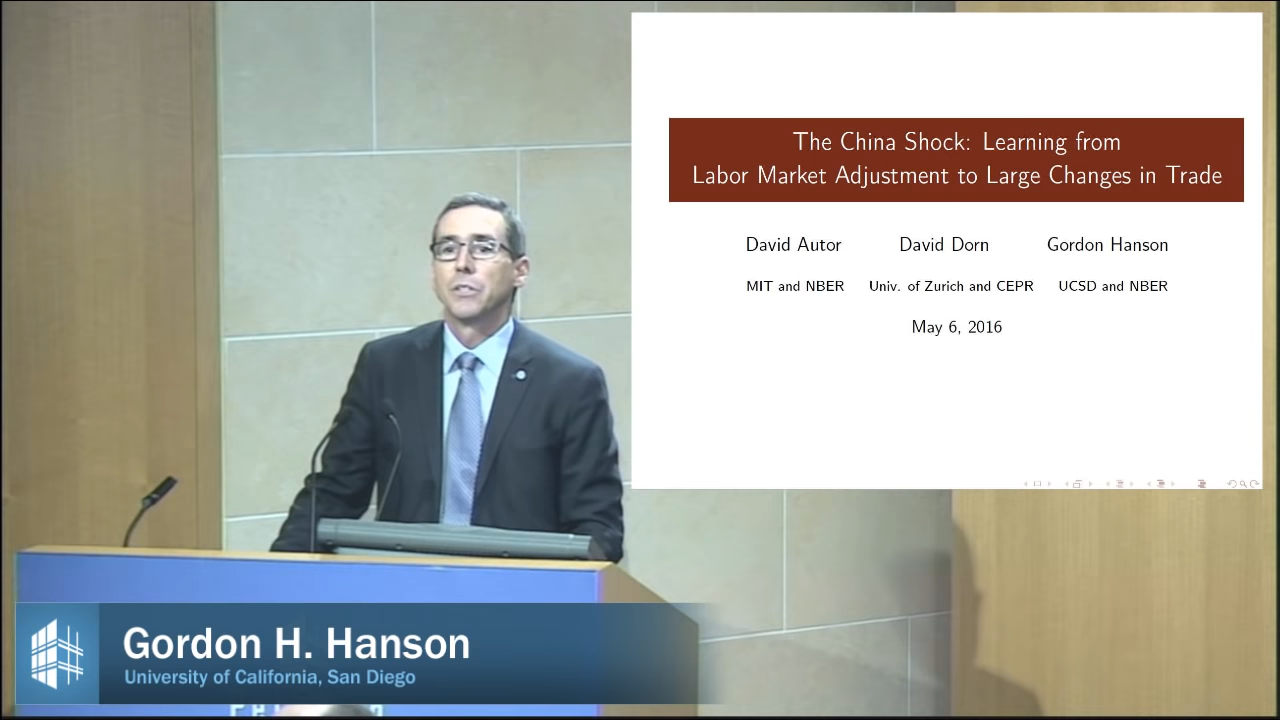 The China Shock: Learning from
Labor Market Adjustment to Large Changes in Trade
David Autor David Dorn Gordon Hanson
MIT and NBER Univ. of Zurich and CEPR UCSD and NBER
May 6, 2016
Gordon H. Hanson
University of California, San Diego